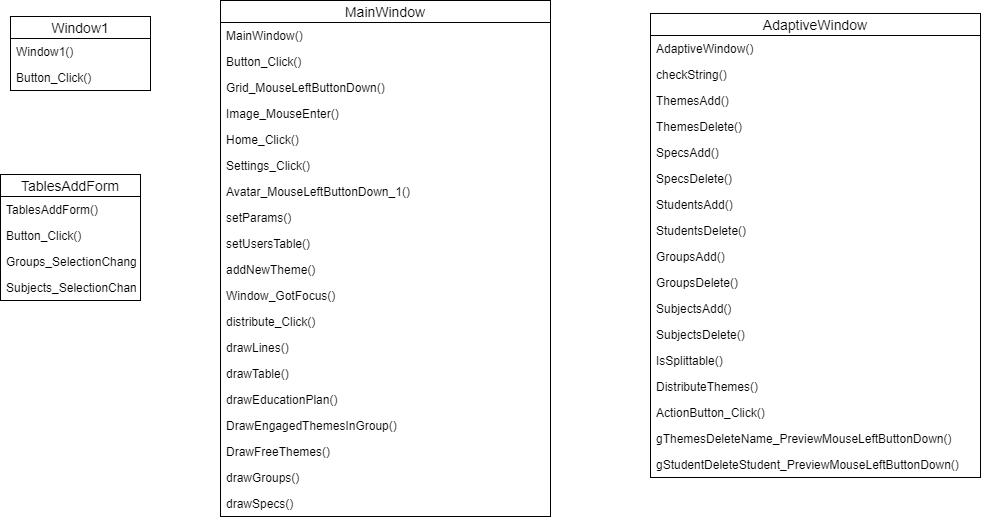 Window1
Window1()
Button_Click()
TablesAddForm
TablesAddForm()
Button_Click()
Groups_SelectionChang
Subjects_SelectionChan
MainWindow
MainWindow()
Button_Click()
Grid_MouseLeftButtonDown()
Image_MouseEnter()
Home_Click()
Settings_Click()
Avatar_MouseLeftButtonDown_1()
setParams()
setUsersTable()
addNewTheme()
Window_GotFocus()
distribute_Click()
drawLines()
drawTable()
drawEducationPlan()
DrawEngagedThemesInGroup()
DrawFreeThemes()
drawGroups()
drawSpecs()
AdaptiveWindow
AdaptiveWindow()
checkString()
ThemesAdd()
ThemesDelete()
SpecsAdd()
SpecsDelete()
StudentsAdd()
StudentsDelete()
GroupsAdd()
GroupsDelete()
SubjectsAdd()
SubjectsDelete()
IsSplittable()
DistributeThemes()
ActionButton_Click()
gThemesDeleteName_PreviewMouseLeftButtonDown()
gStudentDeleteStudent_PreviewMouseLeftButtonDown()